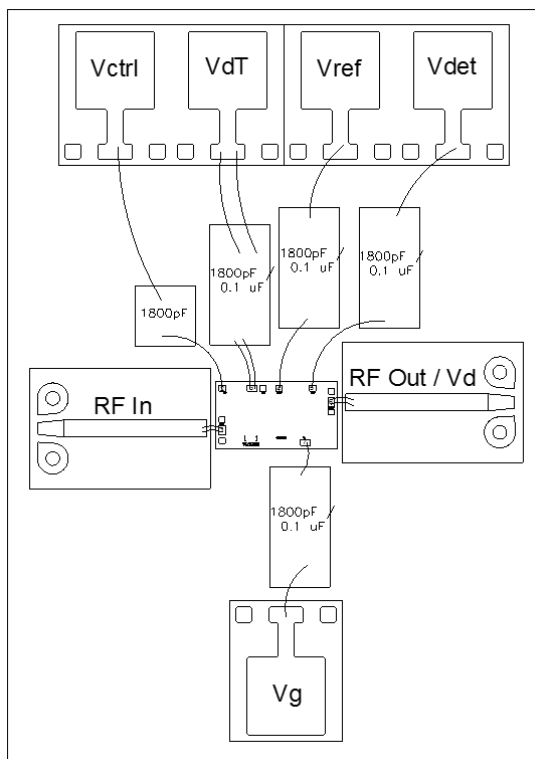 Vctrl
VdT
Vref
Vdet
1800pF
1800pF
0.1 uF
1800pF
0.1 uF
1800pF
0.1 uF
RF In
RF Out / Vd
1800pF
0.1 uF
Vg